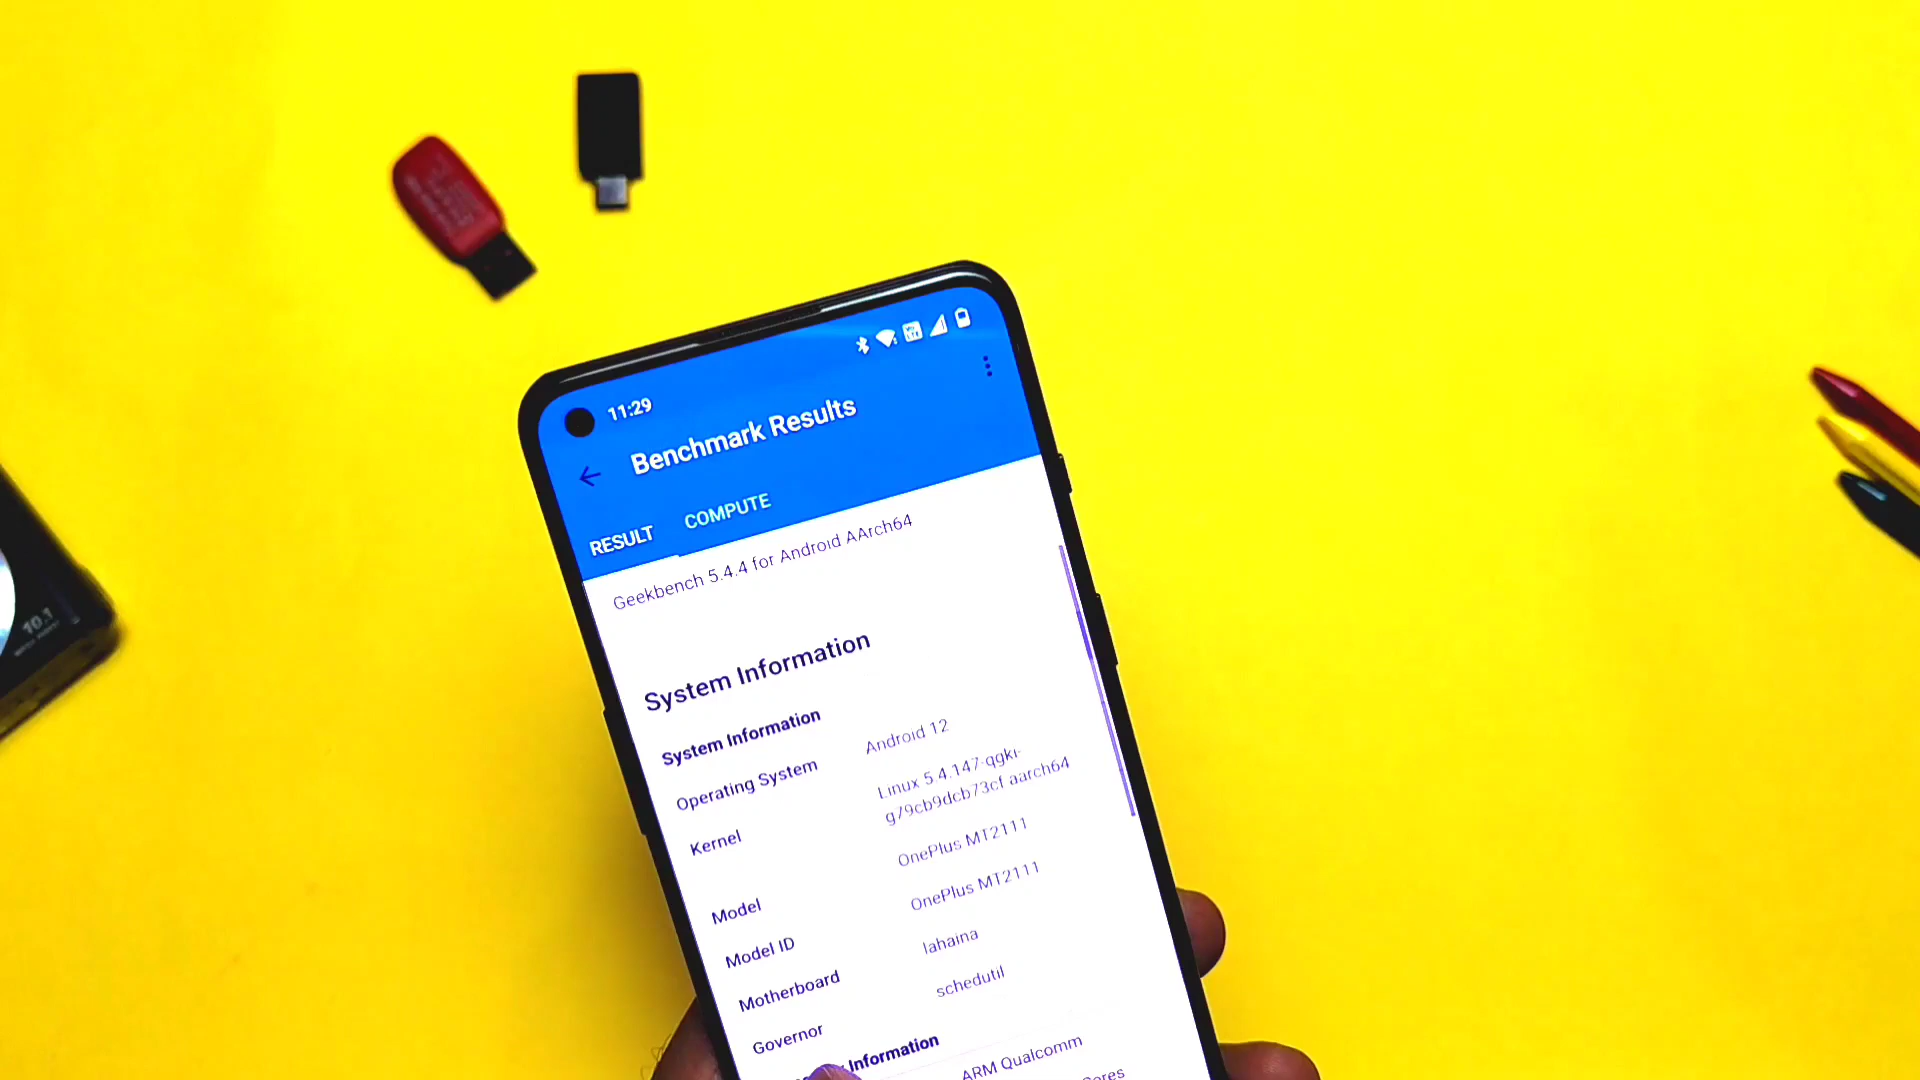 11:29
Benchmark Results
RESULT COMPUTE
Geekbench 5.4.4 for Android AArch64
System Information
System Information
Operating System Android 12
Kernel Linux 5.4.147-qgki-
g79cb9dcb73cf aarch64
Model OnePlus MT2111
Model ID OnePlus MT2111
Motherboard lahaina
Governor schedutil
Information
ARM Qualcomm
10.1